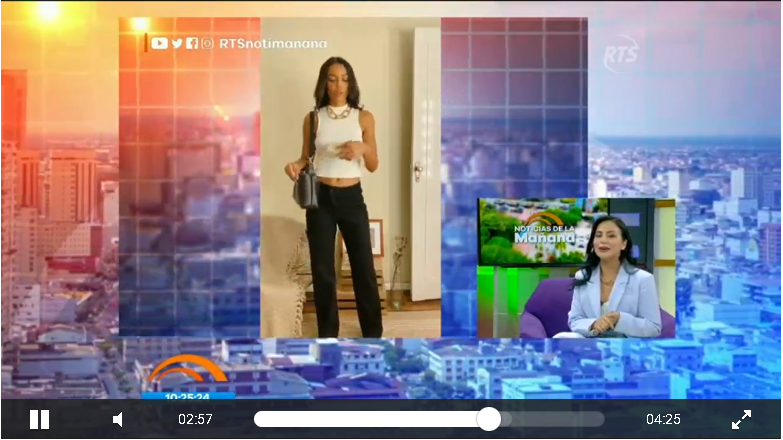 RTSnotimanana
RTS
NOTICIAS DE LA
Mañana
10:25:24
02:57
04:25